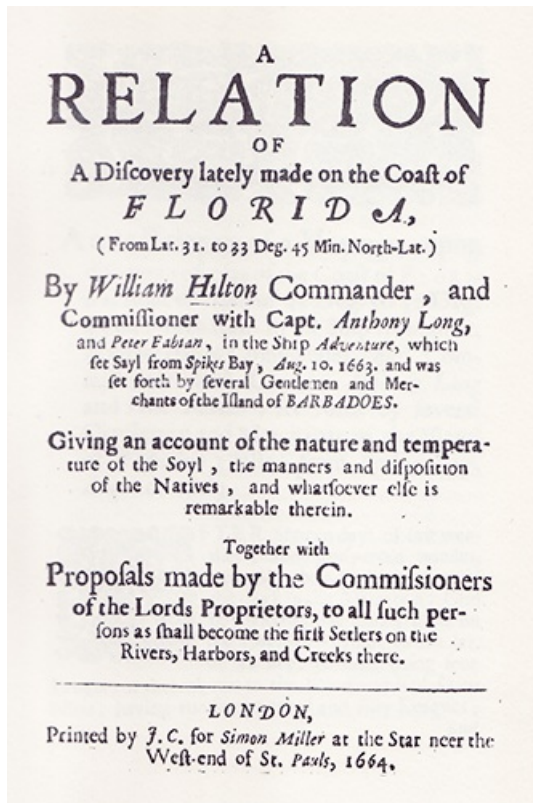 A
RELATION
OF
A Diſcovery lately made on the Coaſt of
FLORIDA,
(From Lat. 31. to 33 Deg. 45 Min. North-Lat.)
By William Hilton Commander, and
Commiſſioner with Capt. Anthony Long,
and Peter Fabian, in the Ship Adventure, which
ſet Sayl from Spikes Bay, Aug. 10. 1663. and was
ſet forth by ſeveral Gentlemen and Mer-
chants of the Iſland of BARBADOES.
Giving an account of the nature and tempera-
ture of the Soyl, the manners and diſpoſition
of the Natives, and whatſoever elſe is
remarkable therein.
Together with
Propoſals made by the Commiſſioners
of the Lords Proprietors, to all ſuch per-
ſons as ſhall become the firſt Setlers on the
Rivers, Harbors, and Creeks there.
LONDON,
Printed by J.C. for Simon Miller at the Star neer the
Weſt-end of St. Pauls, 1664.